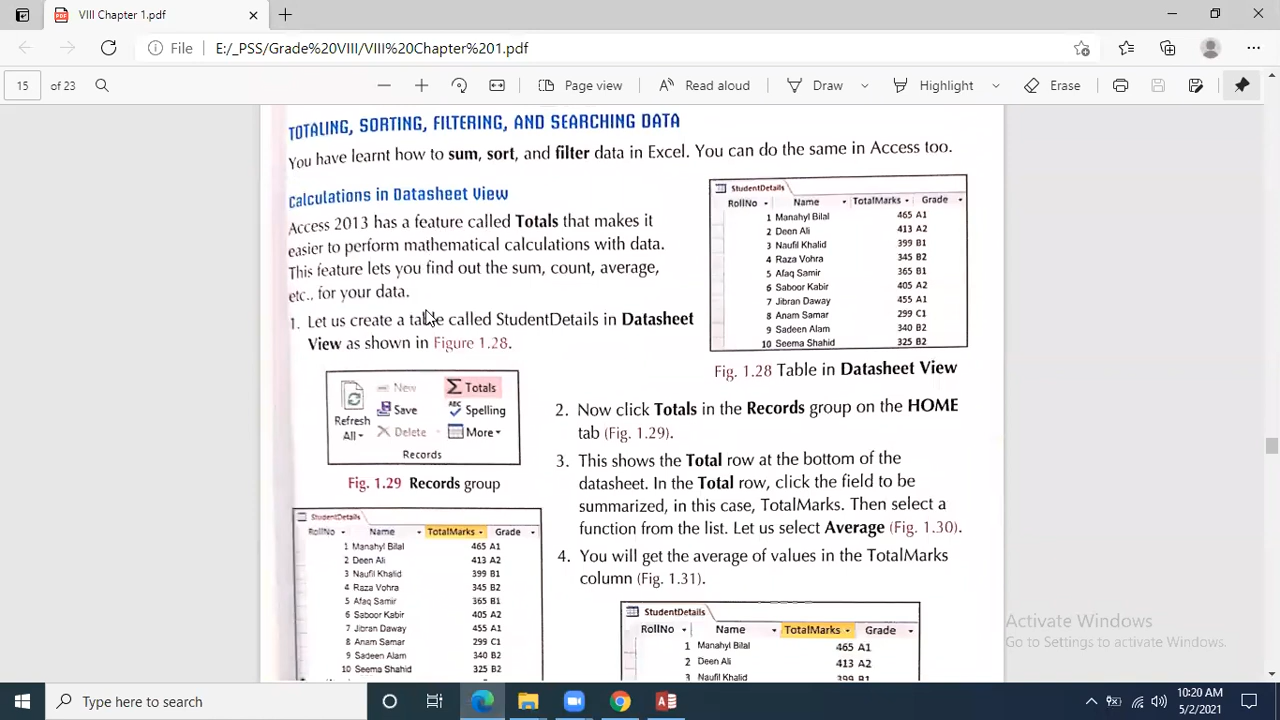 VIII Chapter 1.pdf
File E:/_PSS/Grade%20VIII/VIII%20Chapter%201.pdf
15 of 23 Page view Read aloud Draw Highlight Erase
TOTALING, SORTING, FILTERING, AND SEARCHING DATA
You have learnt how to sum, sort, and filter data in Excel. You can do the same in Access too.
Calculations in Datasheet View
Access 2013 has a feature called Totals that makes it
easier to perform mathematical calculations with data.
This feature lets you find out the sum, count, average,
etc., for your data.
1. Let us create a table called StudentDetails in Datasheet
View as shown in Figure 1.28.
StudentDetails
RollNo Name TotalMarks Grade
1 Manahyl Bilal 465 A1
2 Deen Ali 413 A2
3 Naufil Khalid 399 B1
4 Raza Vohra 345 B2
5 Afaq Samir 365 B1
6 Saboor Kabir 405 A2
7 Jibran Daway 455 A1
8 Anam Samar 299 C1
9 Sadeen Alam 340 B2
10 Seema Shahid 325 B2
Fig. 1.28 Table in Datasheet View
New Σ Totals
Save ABC Spelling
Refresh All Delete More
Records
Fig. 1.29 Records group
2. Now click Totals in the Records group on the HOME
tab (Fig. 1.29).
3. This shows the Total row at the bottom of the
datasheet. In the Total row, click the field to be
summarized, in this case, TotalMarks. Then select a
function from the list. Let us select Average (Fig. 1.30).
4. You will get the average of values in the TotalMarks
column (Fig. 1.31).
StudentDetails
RollNo Name TotalMarks Grade
1 Manahyl Bilal 465 A1
2 Deen Ali 413 A2
3 Naufil Khalid 399 B1
4 Raza Vohra 345 B2
5 Afaq Samir 365 B1
6 Saboor Kabir 405 A2
7 Jibran Daway 455 A1
8 Anam Samar 299 C1
9 Sadeen Alam 340 B2
10 Seema Shahid 325 B2
StudentDetails
RollNo Name TotalMarks Grade
1 Manahyl Bilal 465 A1
2 Deen Ali 413 A2
3 Naufil Khalid 399 B1
Activate Windows
Go to Settings to activate Windows.
Type here to search
10:20 AM
5/2/2021